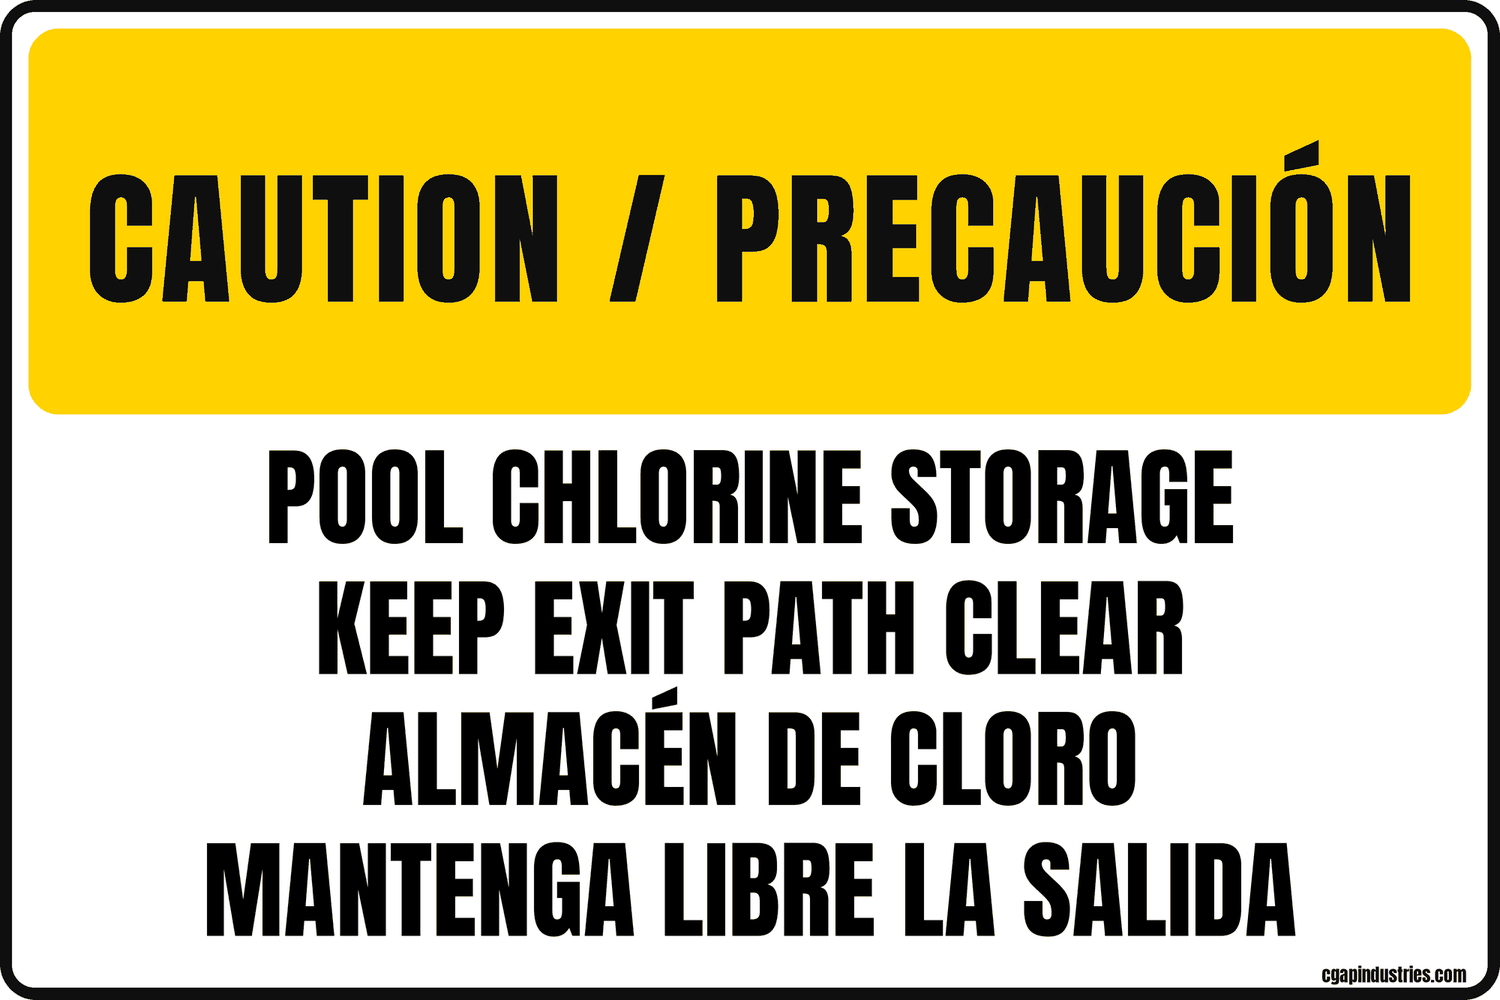 CAUTION / PRECAUCIÓN
POOL CHLORINE STORAGE
KEEP EXIT PATH CLEAR
ALMACÉN DE CLORO
MANTENGA LIBRE LA SALIDA
cgapindustries.com